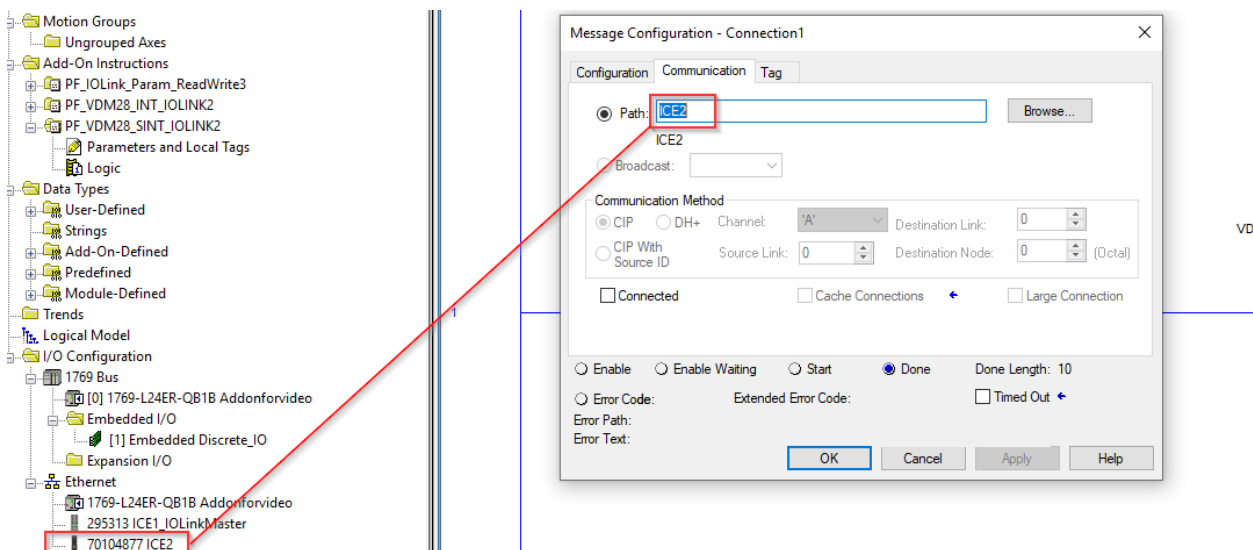 Motion Groups
Ungrouped Axes
Add-On Instructions
PF_IOLink_Param_ReadWrite3
PF_VDM28_INT_IOLINK2
PF_VDM28_SINT_IOLINK2
Parameters and Local Tags
Logic
Data Types
User-Defined
Strings
Add-On-Defined
Predefined
Module-Defined
Trends
Logical Model
I/O Configuration
1769 Bus
[0] 1769-L24ER-QB1B Addonforvideo
Embedded I/O
[1] Embedded Discrete_IO
Expansion I/O
Ethernet
1769-L24ER-QB1B Addonforvideo
295313 ICE1_IOLinkMaster
70104877 ICE2
1
Message Configuration - Connection1
Configuration Communication Tag
Path: ICE2 Browse...
ICE2
Broadcast:
Communication Method
CIP DH+ Channel: 'A' Destination Link: 0
CIP With Source ID Source Link: 0 Destination Node: 0 (Octal)
Connected Cache Connections Large Connection
Enable Enable Waiting Start Done Done Length: 10
Error Code: Extended Error Code: Timed Out
Error Path:
Error Text:
OK Cancel Apply Help
VD